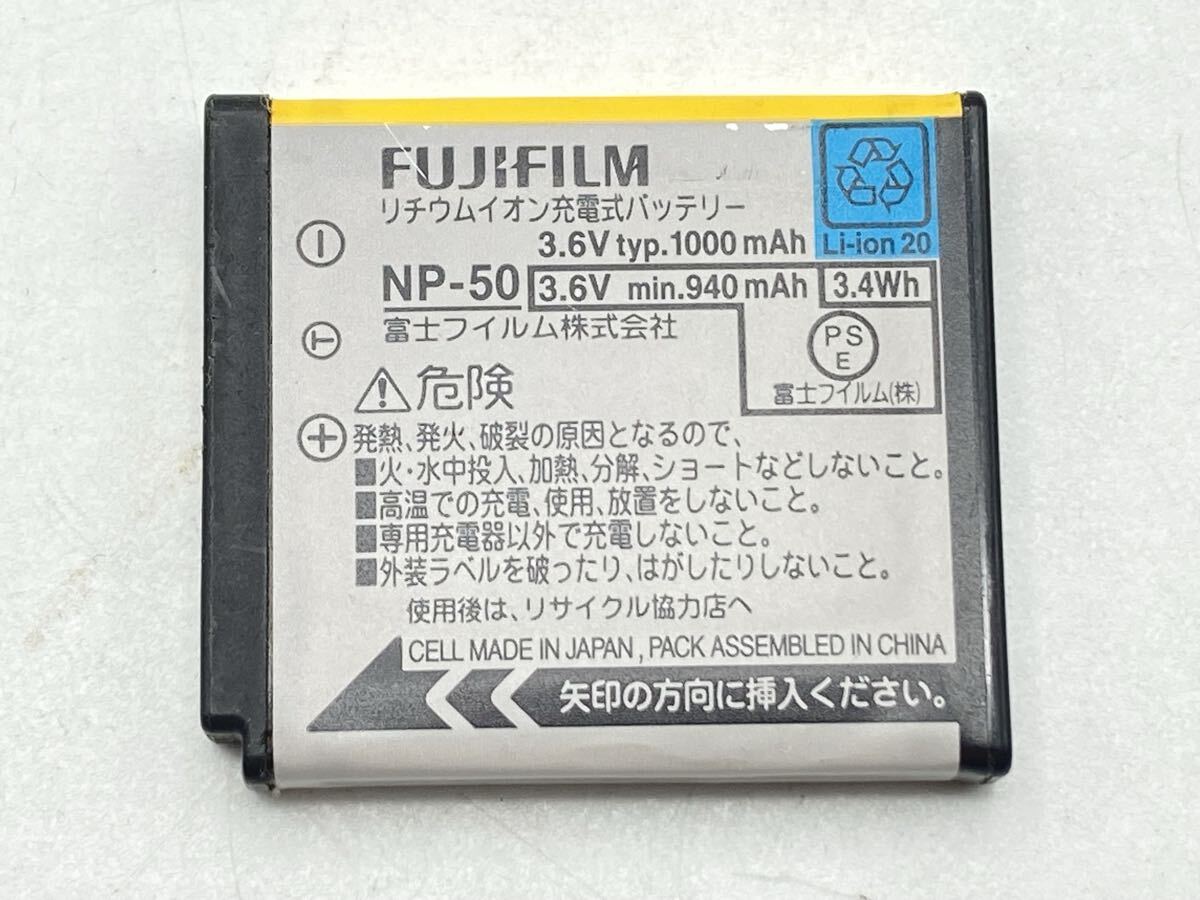 FUJIFILM
リチウムイオン充電式バッテリー
3.6V typ.1000 mAh
Li-ion 20
NP-50
3.6V min.940 mAh
3.4Wh
富士フイルム株式会社
PS
E
富士フイルム(株)
危険
発熱、発火、破裂の原因となるので、
■火・水中投入、加熱、分解、ショートなどしないこと。
■高温での充電、使用、放置をしないこと。
■専用充電器以外で充電しないこと。
■外装ラベルを破ったり、はがしたりしないこと。
使用後は、リサイクル協力店へ
CELL MADE IN JAPAN, PACK ASSEMBLED IN CHINA
矢印の方向に挿入ください。
－
T
＋